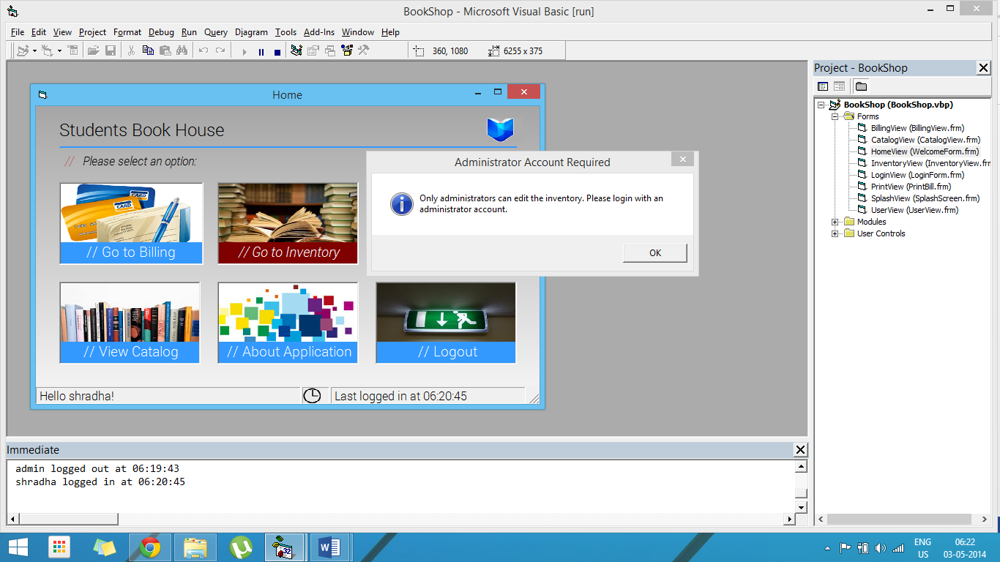 BookShop - Microsoft Visual Basic [run]
File Edit View Project Format Debug Run Query Diagram Tools Add-Ins Window Help
360, 1080
6255 x 375
Home
Students Book House
// Please select an option:
CARD
CARD
// Go to Billing
// Go to Inventory
// View Catalog
// About Application
// Logout
Hello shradha!
Last logged in at 06:20:45
Administrator Account Required
Only administrators can edit the inventory. Please login with an
administrator account.
OK
Project - BookShop
BookShop (BookShop.vbp)
Forms
BillingView (BillingView.frm)
CatalogView (CatalogView.frm)
HomeView (WelcomeForm.frm)
InventoryView (InventoryView.frm
LoginView (LoginForm.frm)
PrintView (PrintBill.frm)
SplashView (SplashScreen.frm)
UserView (UserView.frm)
Modules
User Controls
Immediate
admin logged out at 06:19:43
shradha logged in at 06:20:45
32
ENG
US
06:22
03-05-2014